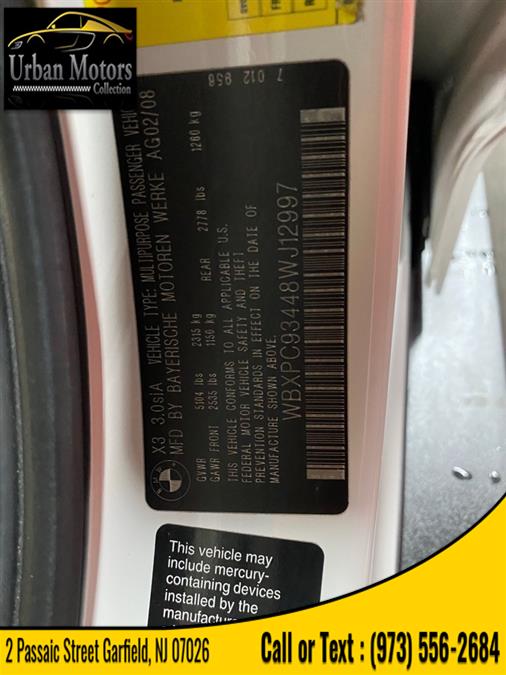 Urban Motors
Collection
7 012 958
X3 3.0siA VEHICLE TYPE: MULTIPURPOSE PASSENGER VEHI
MFD BY BAYERISCHE MOTOREN WERKE AG 02/08
GVWR 5104 lbs 2315 kg
GAWR FRONT 2535 lbs 1150 kg REAR 2778 lbs 1260 kg
THIS VEHICLE CONFORMS TO ALL APPLICABLE U.S.
FEDERAL MOTOR VEHICLE SAFETY AND THEFT
PREVENTION STANDARDS IN EFFECT ON THE DATE OF
MANUFACTURE SHOWN ABOVE.
WBXPC93448WJ12997
This vehicle may
include mercury-
containing devices
installed by the
manufactur
2 Passaic Street Garfield, NJ 07026
Call or Text : (973) 556-2684